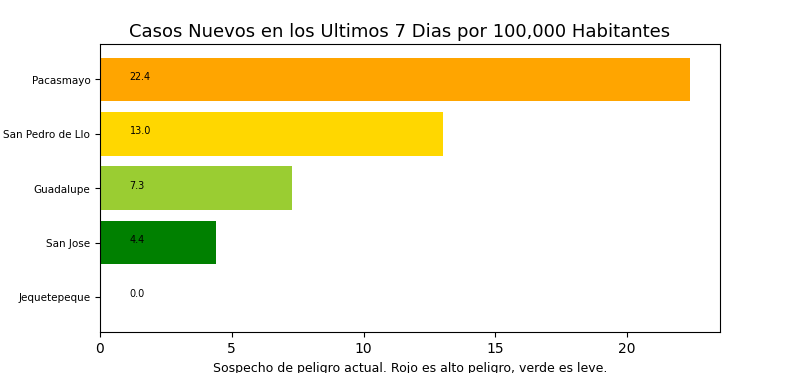 Casos Nuevos en los Ultimos 7 Dias por 100,000 Habitantes
Pacasmayo 22.4
San Pedro de Llo 13.0
Guadalupe 7.3
San Jose 4.4
Jequetepeque 0.0
0 5 10 15 20
Sospecho de peligro actual. Rojo es alto peligro, verde es leve.